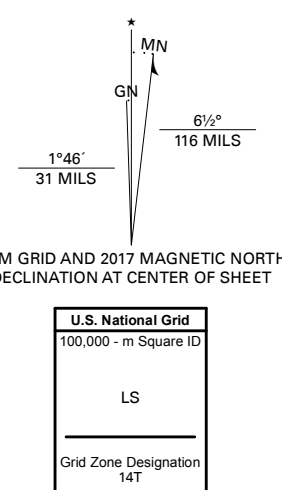 ★
MN
GN
6½°
116 MILS
1°46´
31 MILS
M GRID AND 2017 MAGNETIC NORTH
DECLINATION AT CENTER OF SHEET
U.S. National Grid
100,000 - m Square ID
LS
Grid Zone Designation
14T